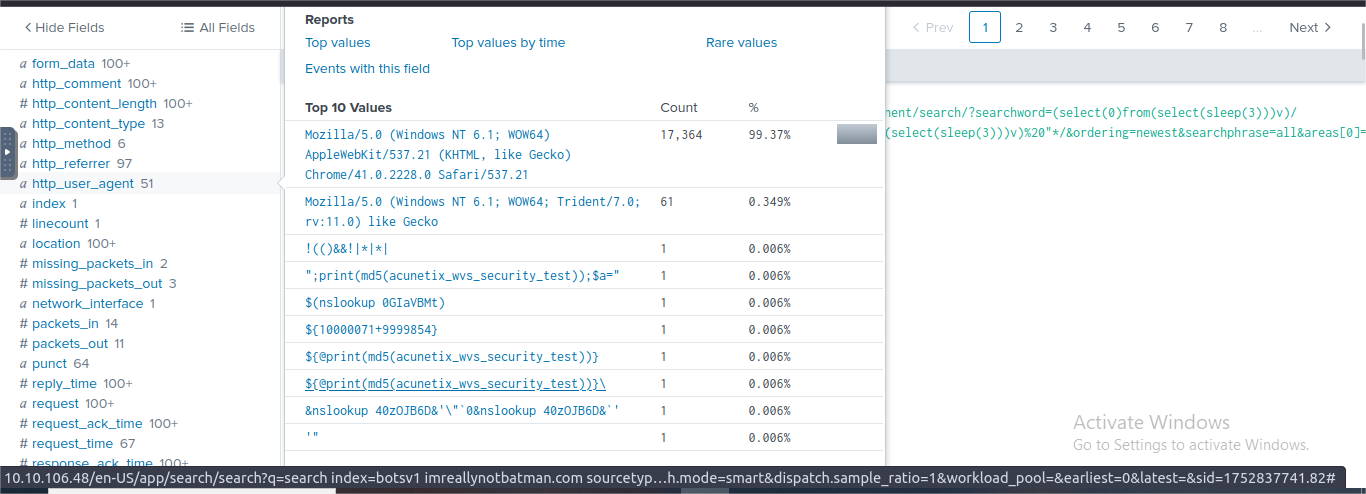 Hide Fields
All Fields
a form_data 100+
a http_comment 100+
# http_content_length 100+
a http_content_type 13
a http_method 6
a http_referrer 97
a http_user_agent 51
a index 1
# linecount 1
a location 100+
# missing_packets_in 2
# missing_packets_out 3
a network_interface 1
# packets_in 14
# packets_out 11
a punct 64
# reply_time 100+
a request 100+
# request_ack_time 100+
# request_time 67
# response_ack_time 100+
Reports
Top values Top values by time Rare values
Events with this field
Top 10 Values Count %
Mozilla/5.0 (Windows NT 6.1; WOW64) 17,364 99.37%
AppleWebKit/537.21 (KHTML, like Gecko)
Chrome/41.0.2228.0 Safari/537.21
Mozilla/5.0 (Windows NT 6.1; WOW64; Trident/7.0; 61 0.349%
rv:11.0) like Gecko
!(()&&!|*|*| 1 0.006%
";print(md5(acunetix_wvs_security_test));$a=" 1 0.006%
$(nslookup 0GIaVBMt) 1 0.006%
${10000071+9999854} 1 0.006%
${@print(md5(acunetix_wvs_security_test))} 1 0.006%
${@print(md5(acunetix_wvs_security_test))}\ 1 0.006%
&nslookup 40zOJB6D&'\"`0&nslookup 40zOJB6D&`' 1 0.006%
'" 1 0.006%
Prev 1 2 3 4 5 6 7 8 ... Next
nent/search/?searchword=(select(0)from(select(sleep(3)))v)/
(select(sleep(3)))v)%20"*/&ordering=newest&searchphrase=all&areas[0]=
Activate Windows
Go to Settings to activate Windows.
10.10.106.48/en-US/app/search/search?q=search index=botsv1 imreallynotbatman.com sourcetyp…h.mode=smart&dispatch.sample_ratio=1&workload_pool=&earliest=0&latest=&sid=1752837741.82#